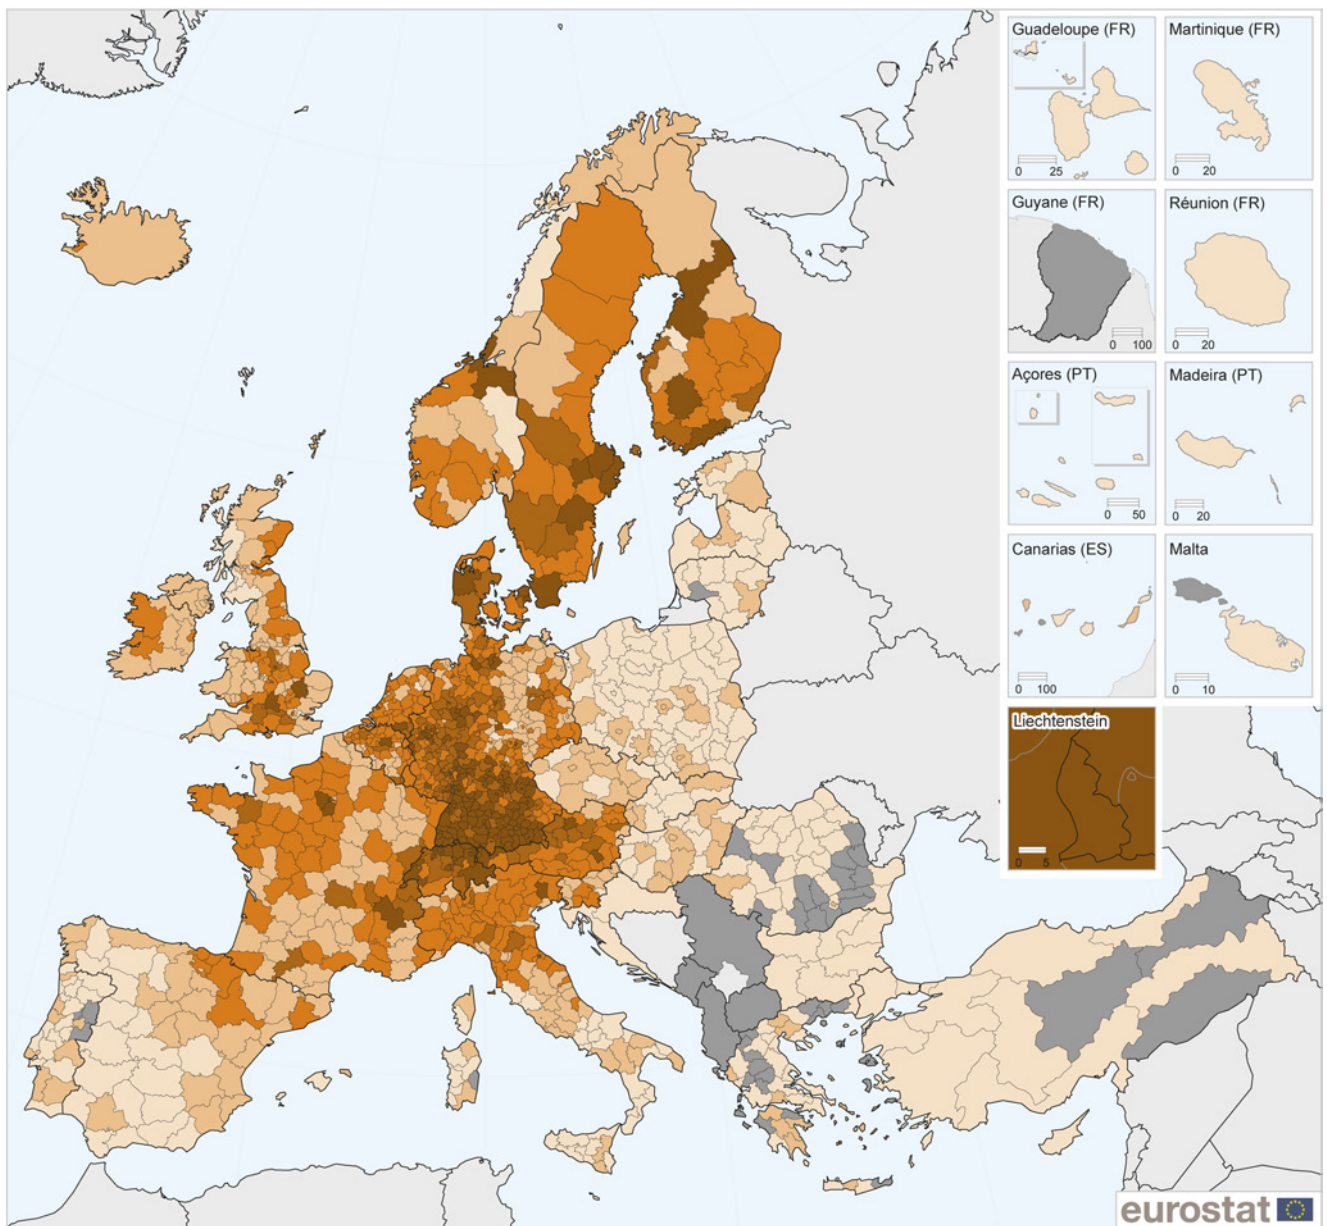 Guadeloupe (FR)
0 25
Martinique (FR)
0 20
Guyane (FR)
0 100
Réunion (FR)
0 20
Açores (PT)
0 50
Madeira (PT)
0 20
Canarias (ES)
0 100
Malta
0 10
Liechtenstein
0 5
eurostat